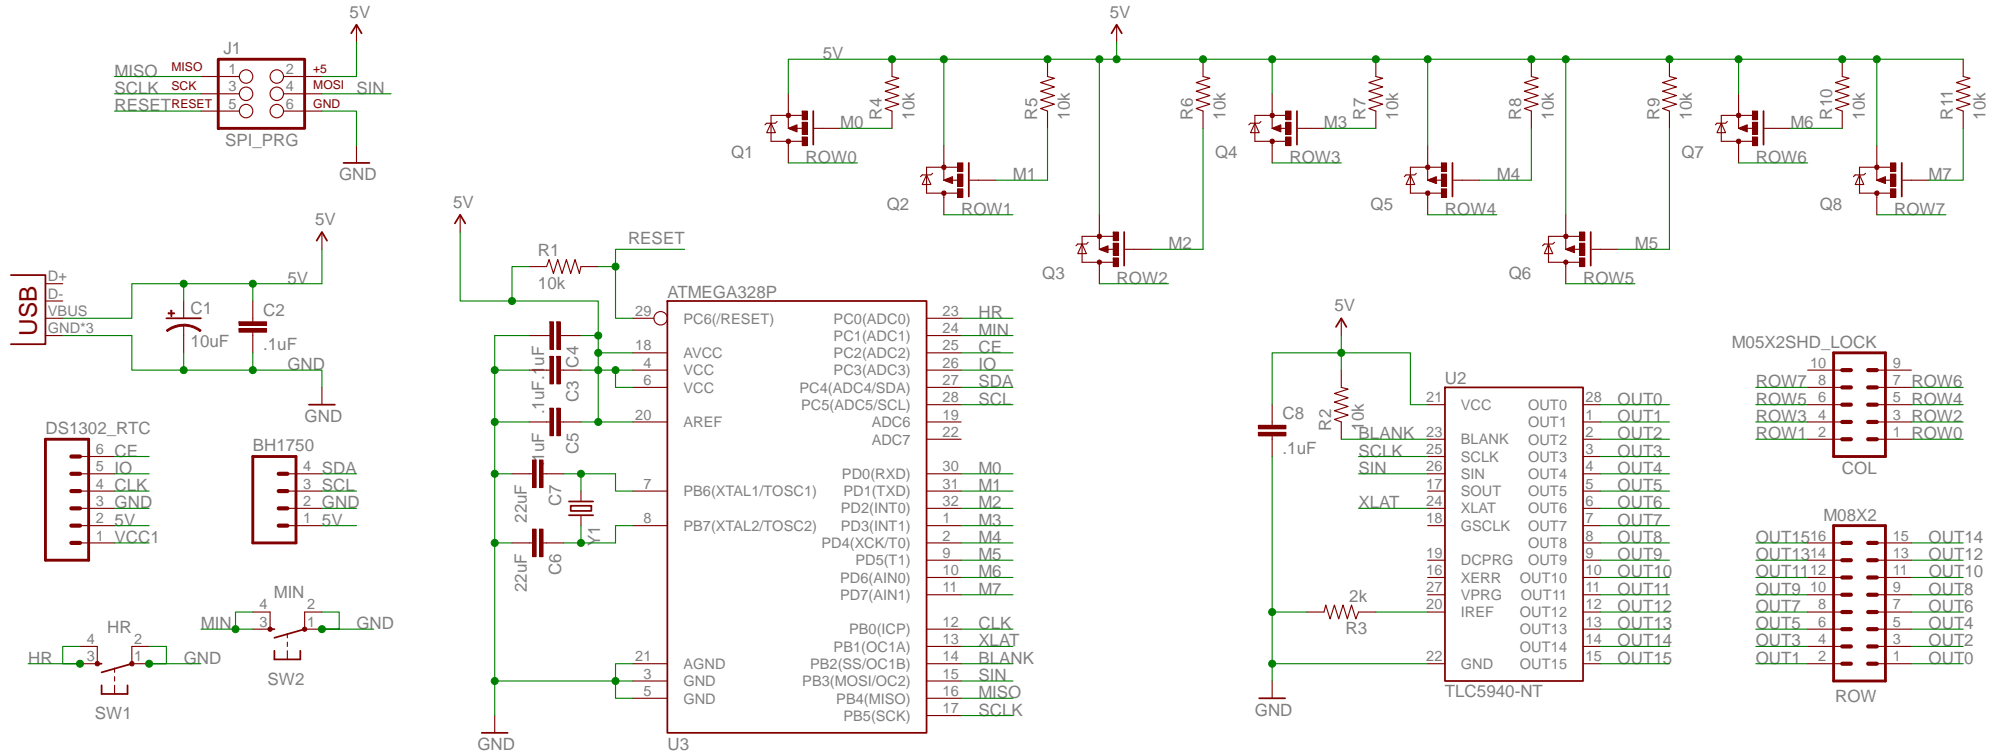 5V
J1
MISO MISO 1 2 +5
SCLK SCK 3 4 MOSI SIN
RESET RESET 5 6 GND
SPI_PRG
GND
5V
5V
Q1 M0 ROW0 R4 10k
Q2 M1 ROW1 R5 10k
Q3 M2 ROW2 R6 10k
Q4 M3 ROW3 R7 10k
Q5 M4 ROW4 R8 10k
Q6 M5 ROW5 R9 10k
Q7 M6 ROW6 R10 10k
Q8 M7 ROW7 R11 10k
5V
5V
USB
D+
D-
VBUS
GND*3
C1
10uF
C2
.1uF
GND
GND
DS1302_RTC
6 CE
5 IO
4 CLK
3 GND
2 5V
1 VCC1
BH1750
4 SDA
3 SCL
2 GND
1 5V
MIN
MIN 4 3 2 1 GND
SW2
HR
HR 4 3 2 1 GND
SW1
5V
R1
10k
RESET
C4 .1uF
C3 .1uF
C5 1uF
C7 22uF
C6 22uF
Y1
GND
ATMEGA328P
29 PC6(/RESET)
18 AVCC
4 VCC
6 VCC
20 AREF
7 PB6(XTAL1/TOSC1)
8 PB7(XTAL2/TOSC2)
21 AGND
3 GND
5 GND
PC0(ADC0) 23 HR
PC1(ADC1) 24 MIN
PC2(ADC2) 25 CE
PC3(ADC3) 26 IO
PC4(ADC4/SDA) 27 SDA
PC5(ADC5/SCL) 28 SCL
ADC6 19
ADC7 22
PD0(RXD) 30 M0
PD1(TXD) 31 M1
PD2(INT0) 32 M2
PD3(INT1) 1 M3
PD4(XCK/T0) 2 M4
PD5(T1) 9 M5
PD6(AIN0) 10 M6
PD7(AIN1) 11 M7
PB0(ICP) 12 CLK
PB1(OC1A) 13 XLAT
PB2(SS/OC1B) 14 BLANK
PB3(MOSI/OC2) 15 SIN
PB4(MISO) 16 MISO
PB5(SCK) 17 SCLK
U3
5V
C8
.1uF
R2
10k
R3
2k
GND
U2
21 VCC
BLANK 23 BLANK
SCLK 25 SCLK
SIN 26 SIN
17 SOUT
XLAT 24 XLAT
18 GSCLK
19 DCPRG
16 XERR
27 VPRG
20 IREF
22 GND
OUT0 28 OUT0
OUT1 1 OUT1
OUT2 2 OUT2
OUT3 3 OUT3
OUT4 4 OUT4
OUT5 5 OUT5
OUT6 6 OUT6
OUT7 7 OUT7
OUT8 8 OUT8
OUT9 9 OUT9
OUT10 10 OUT10
OUT11 11 OUT11
OUT12 12 OUT12
OUT13 13 OUT13
OUT14 14 OUT14
OUT15 15 OUT15
TLC5940-NT
M05X2SHD_LOCK
10 9
ROW7 8 7 ROW6
ROW5 6 5 ROW4
ROW3 4 3 ROW2
ROW1 2 1 ROW0
COL
M08X2
OUT15 16 15 OUT14
OUT13 14 13 OUT12
OUT11 12 11 OUT10
OUT9 10 9 OUT8
OUT7 8 7 OUT6
OUT5 6 5 OUT4
OUT3 4 3 OUT2
OUT1 2 1 OUT0
ROW